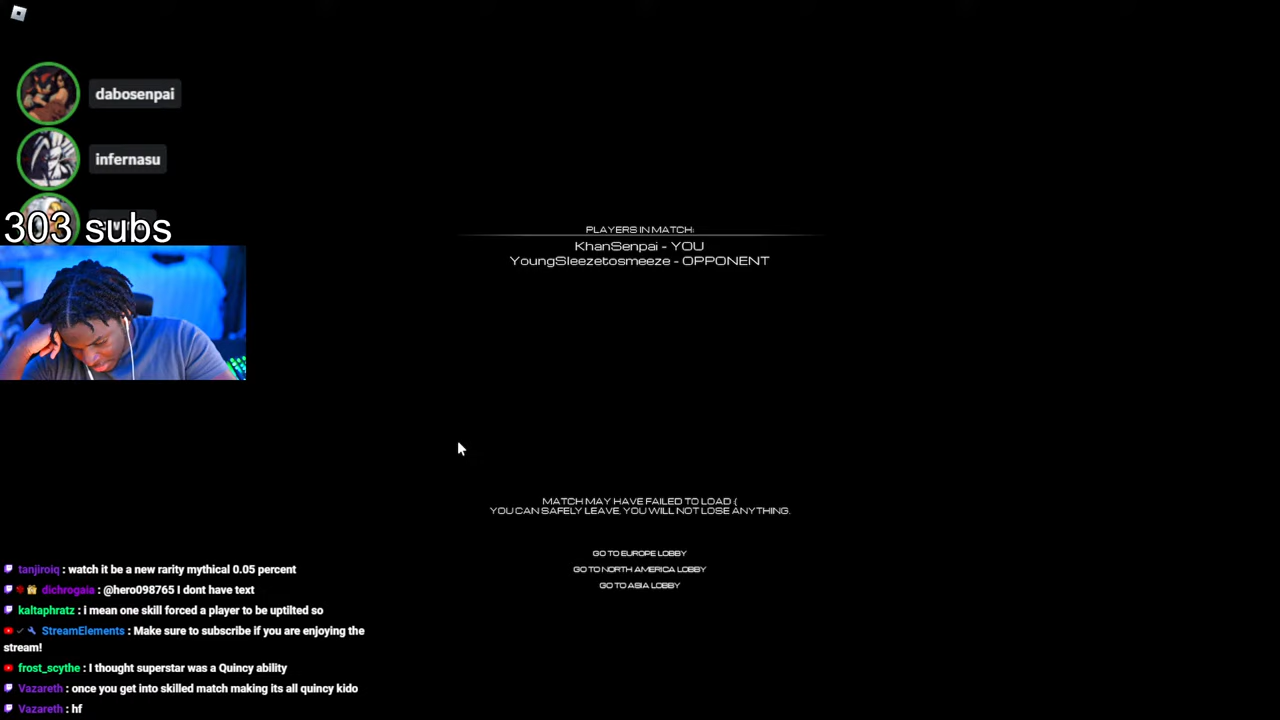 dabosenpai
infernasu
303 subs
PLAYERS IN MATCH:
KhanSenpai - YOU
YoungSleezetosmeeze - OPPONENT
MATCH MAY HAVE FAILED TO LOAD :(
YOU CAN SAFELY LEAVE, YOU WILL NOT LOSE ANYTHING.
GO TO EUROPE LOBBY
GO TO NORTH AMERICA LOBBY
GO TO ASIA LOBBY
tanjiroiq : watch it be a new rarity mythical 0.05 percent
dichrogaia : @hero098765 I dont have text
kaltaphratz : i mean one skill forced a player to be uptilted so
StreamElements : Make sure to subscribe if you are enjoying the
stream!
frost_scythe : I thought superstar was a Quincy ability
Vazareth : once you get into skilled match making its all quincy kido
Vazareth : hf